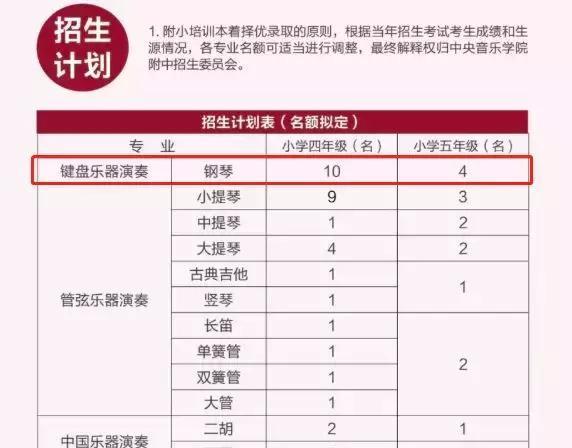 招生
计划
1. 附小培训本着择优录取的原则，根据当年招生考试考生成绩和生
源情况，各专业名额可适当进行调整，最终解释权归中央音乐学院
附中招生委员会。
招生计划表（名额拟定）
专 业 小学四年级（名） 小学五年级（名）
键盘乐器演奏 钢琴 10 4
小提琴 9 3
中提琴 1 2
大提琴 4 2
古典吉他 1 1
管弦乐器演奏 竖琴 1
长笛 1 2
单簧管 1
双簧管 1
大管 1
二胡 2 1
中国乐器演奏